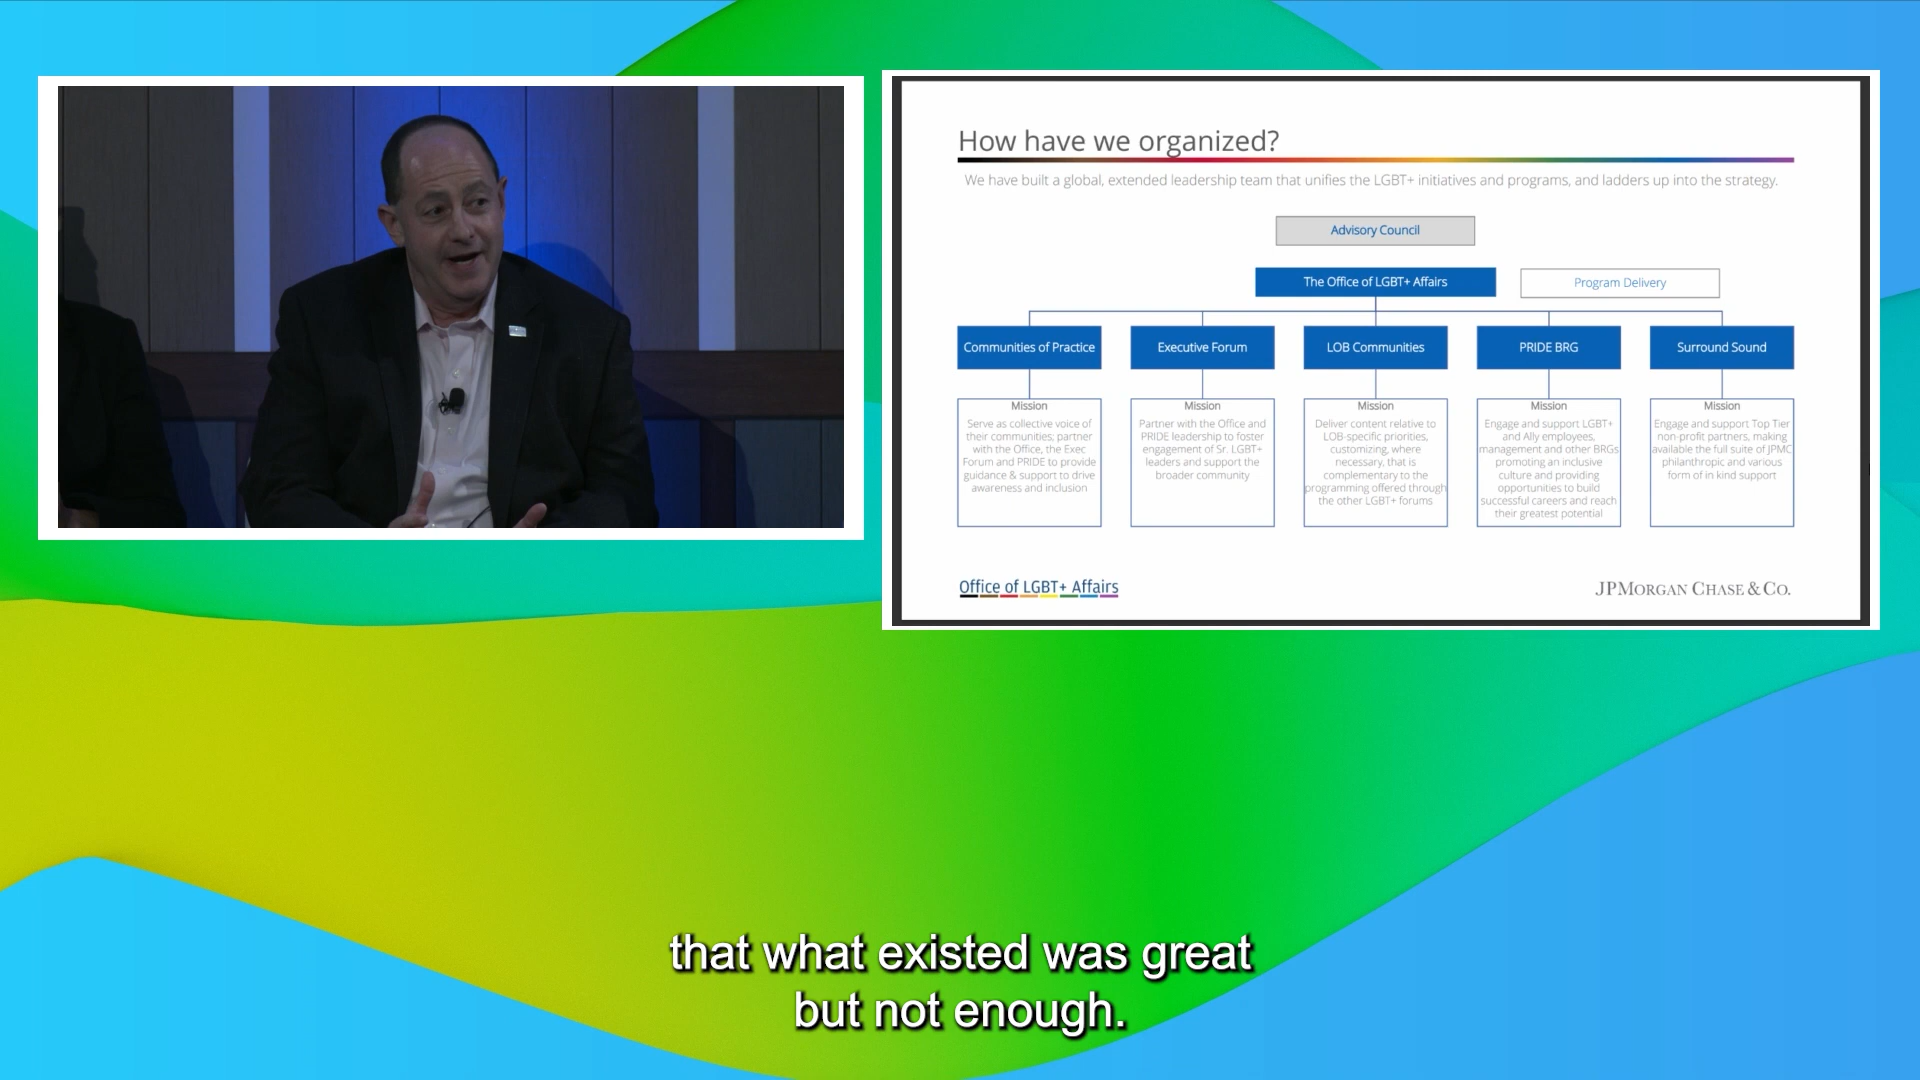 How have we organized?
We have built a global, extended leadership team that unifies the LGBT+ initiatives and programs, and ladders up into the strategy.
Advisory Council
The Office of LGBT+ Affairs
Program Delivery
Communities of Practice
Executive Forum
LOB Communities
PRIDE BRG
Surround Sound
Mission
Serve as collective voice of
their communities; partner
with the Office, the Exec
Forum and PRIDE to provide
guidance & support to drive
awareness and inclusion
Mission
Partner with the Office and
PRIDE leadership to foster
engagement of Sr. LGBT+
leaders and support the
broader community
Mission
Deliver content relative to
LOB-specific priorities,
customizing, where
necessary, that is
complementary to the
programming offered through
the other LGBT+ forums
Mission
Engage and support LGBT+
and Ally employees,
management and other BRGs
promoting an inclusive
culture and providing
opportunities to build
successful careers and reach
their greatest potential
Mission
Engage and support Top Tier
non-profit partners, making
available the full suite of JPMC
philanthropic and various
form of in kind support
Office of LGBT+ Affairs
JPMORGAN CHASE & CO.
that what existed was great
but not enough.